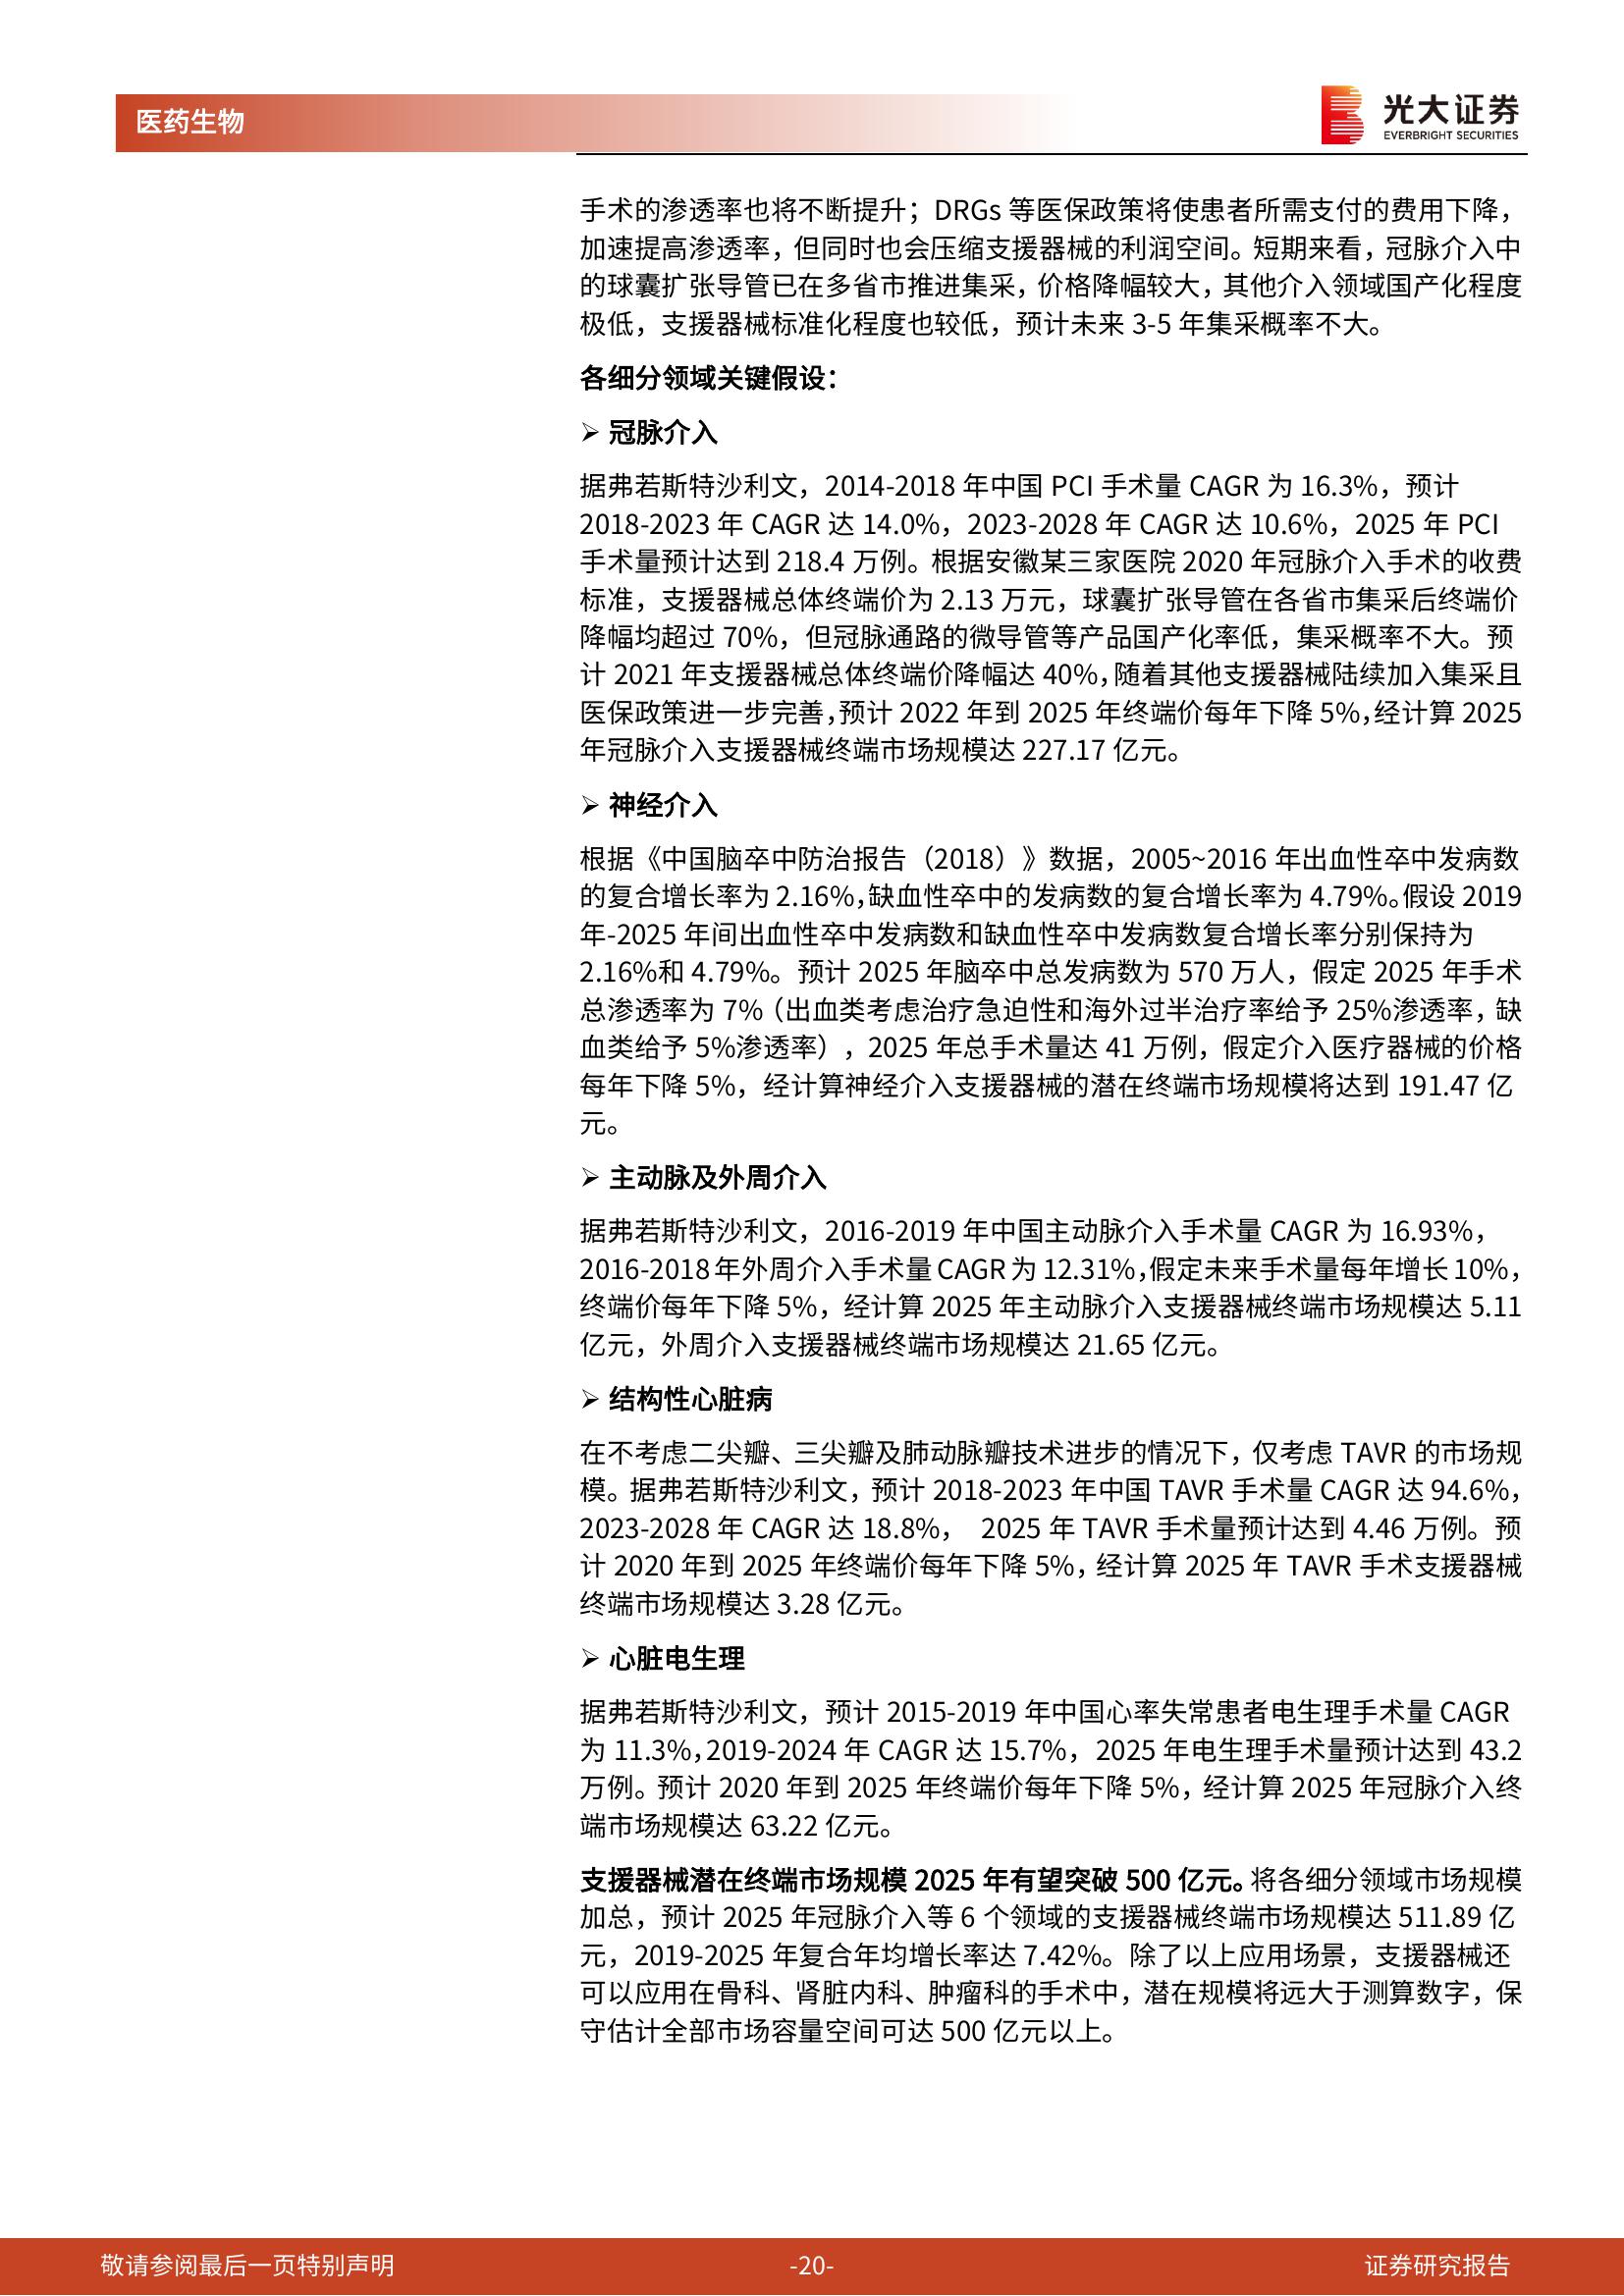 医药生物
光大证券
EVERBRIGHT SECURITIES
手术的渗透率也将不断提升；DRGs 等医保政策将使患者所需支付的费用下降，
加速提高渗透率，但同时也会压缩支援器械的利润空间。短期来看，冠脉介入中
的球囊扩张导管已在多省市推进集采，价格降幅较大，其他介入领域国产化程度
极低，支援器械标准化程度也较低，预计未来 3-5 年集采概率不大。
各细分领域关键假设：
➢ 冠脉介入
据弗若斯特沙利文，2014-2018 年中国 PCI 手术量 CAGR 为 16.3%，预计
2018-2023 年 CAGR 达 14.0%，2023-2028 年 CAGR 达 10.6%，2025 年 PCI
手术量预计达到 218.4 万例。根据安徽某三家医院 2020 年冠脉介入手术的收费
标准，支援器械总体终端价为 2.13 万元，球囊扩张导管在各省市集采后终端价
降幅均超过 70%，但冠脉通路的微导管等产品国产化率低，集采概率不大。预
计 2021 年支援器械总体终端价降幅达 40%，随着其他支援器械陆续加入集采且
医保政策进一步完善，预计 2022 年到 2025 年终端价每年下降 5%，经计算 2025
年冠脉介入支援器械终端市场规模达 227.17 亿元。
➢ 神经介入
根据《中国脑卒中防治报告（2018）》数据，2005~2016 年出血性卒中发病数
的复合增长率为 2.16%，缺血性卒中的发病数的复合增长率为 4.79%。假设 2019
年-2025 年间出血性卒中发病数和缺血性卒中发病数复合增长率分别保持为
2.16%和 4.79%。预计 2025 年脑卒中总发病数为 570 万人，假定 2025 年手术
总渗透率为 7%（出血类考虑治疗急迫性和海外过半治疗率给予 25%渗透率，缺
血类给予 5%渗透率），2025 年总手术量达 41 万例，假定介入医疗器械的价格
每年下降 5%，经计算神经介入支援器械的潜在终端市场规模将达到 191.47 亿
元。
➢ 主动脉及外周介入
据弗若斯特沙利文，2016-2019 年中国主动脉介入手术量 CAGR 为 16.93%，
2016-2018 年外周介入手术量 CAGR 为 12.31%，假定未来手术量每年增长 10%，
终端价每年下降 5%，经计算 2025 年主动脉介入支援器械终端市场规模达 5.11
亿元，外周介入支援器械终端市场规模达 21.65 亿元。
➢ 结构性心脏病
在不考虑二尖瓣、三尖瓣及肺动脉瓣技术进步的情况下，仅考虑 TAVR 的市场规
模。据弗若斯特沙利文，预计 2018-2023 年中国 TAVR 手术量 CAGR 达 94.6%，
2023-2028 年 CAGR 达 18.8%， 2025 年 TAVR 手术量预计达到 4.46 万例。预
计 2020 年到 2025 年终端价每年下降 5%，经计算 2025 年 TAVR 手术支援器械
终端市场规模达 3.28 亿元。
➢ 心脏电生理
据弗若斯特沙利文，预计 2015-2019 年中国心率失常患者电生理手术量 CAGR
为 11.3%，2019-2024 年 CAGR 达 15.7%，2025 年电生理手术量预计达到 43.2
万例。预计 2020 年到 2025 年终端价每年下降 5%，经计算 2025 年冠脉介入终
端市场规模达 63.22 亿元。
支援器械潜在终端市场规模 2025 年有望突破 500 亿元。将各细分领域市场规模
加总，预计 2025 年冠脉介入等 6 个领域的支援器械终端市场规模达 511.89 亿
元，2019-2025 年复合年均增长率达 7.42%。除了以上应用场景，支援器械还
可以应用在骨科、肾脏内科、肿瘤科的手术中，潜在规模将远大于测算数字，保
守估计全部市场容量空间可达 500 亿元以上。
敬请参阅最后一页特别声明
-20-
证券研究报告